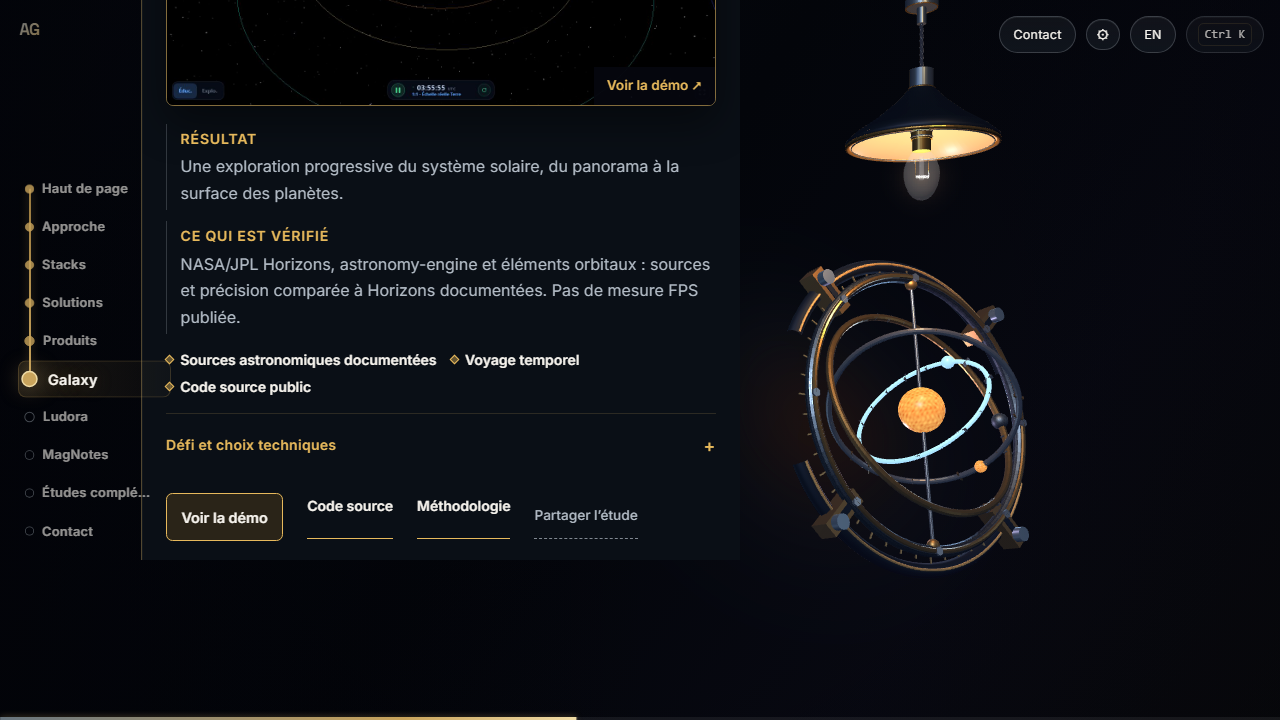 AG
Contact
EN
Ctrl K
Haut de page
Approche
Stacks
Solutions
Produits
Galaxy
Ludora
MagNotes
Études complé...
Contact
03:55:55
Voir la démo ↗
RÉSULTAT
Une exploration progressive du système solaire, du panorama à la
surface des planètes.
CE QUI EST VÉRIFIÉ
NASA/JPL Horizons, astronomy-engine et éléments orbitaux : sources
et précision comparée à Horizons documentées. Pas de mesure FPS
publiée.
Sources astronomiques documentées
Voyage temporel
Code source public
Défi et choix techniques
+
Voir la démo
Code source
Méthodologie
Partager l’étude